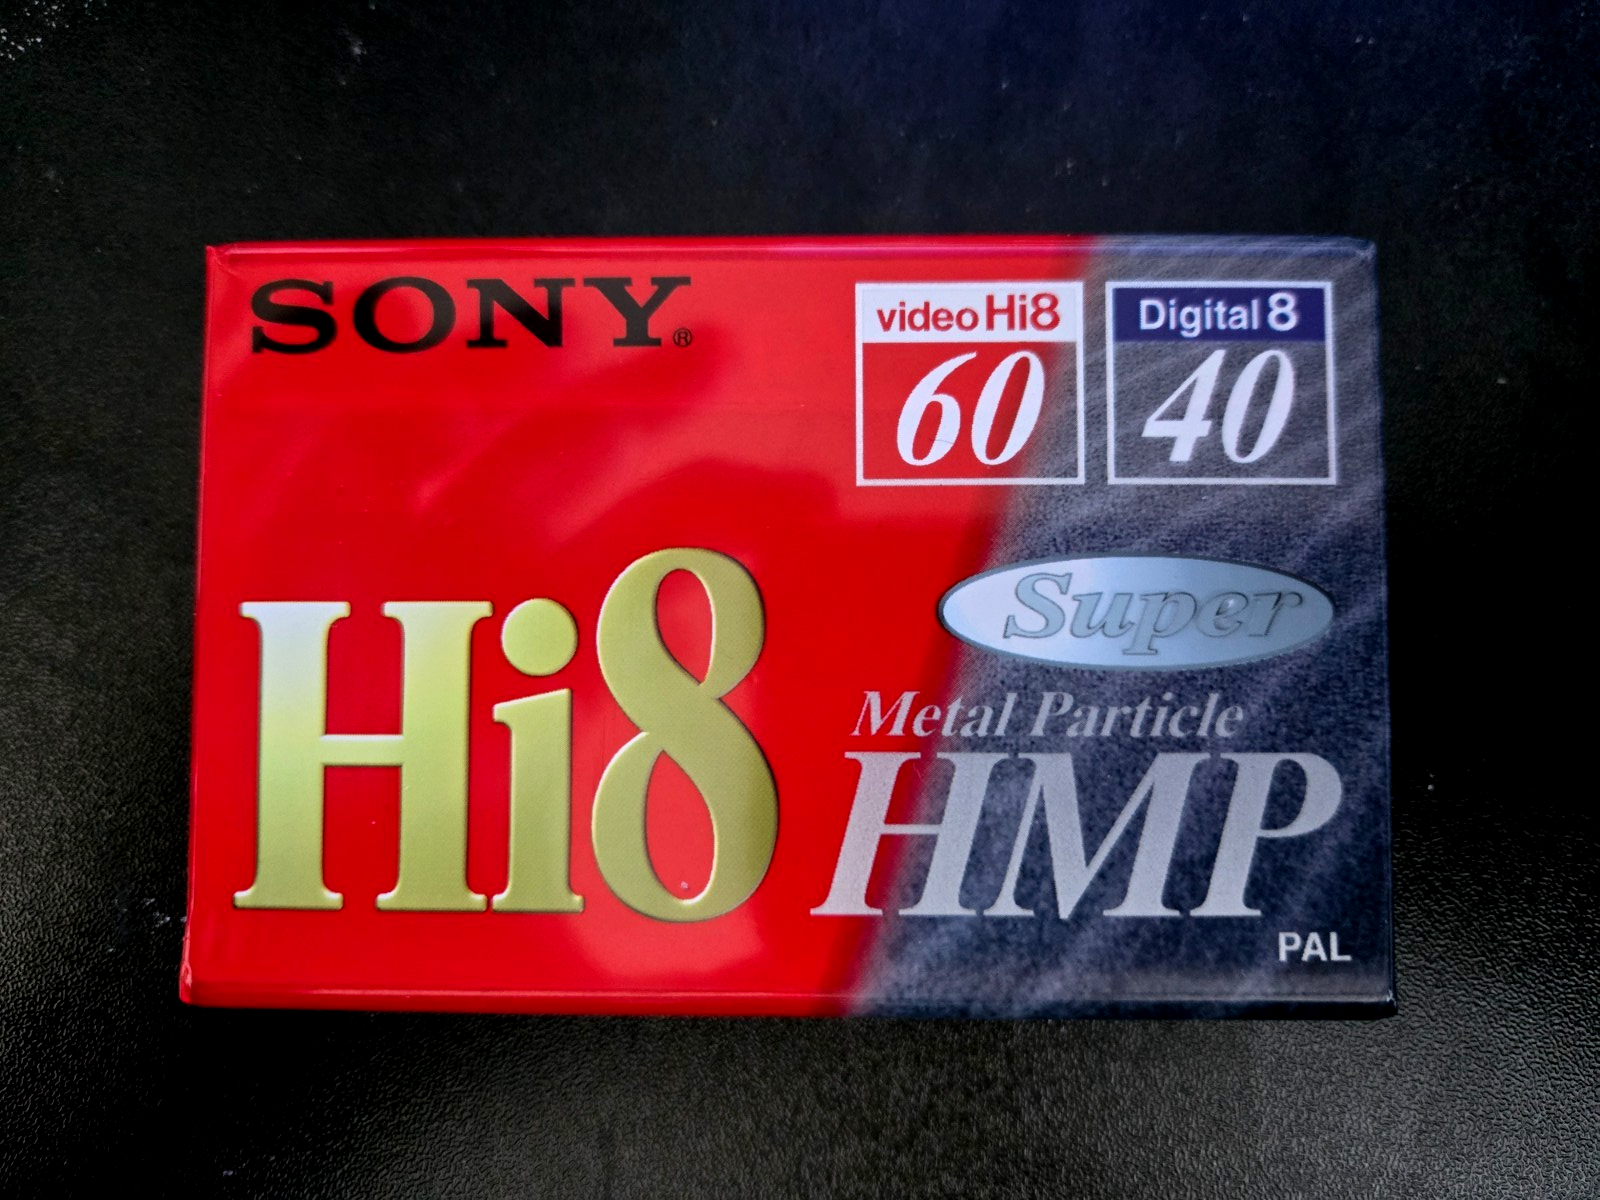 SONY®
video Hi8
60
Digital 8
40
Hi8
Super
Metal Particle
HMP
PAL